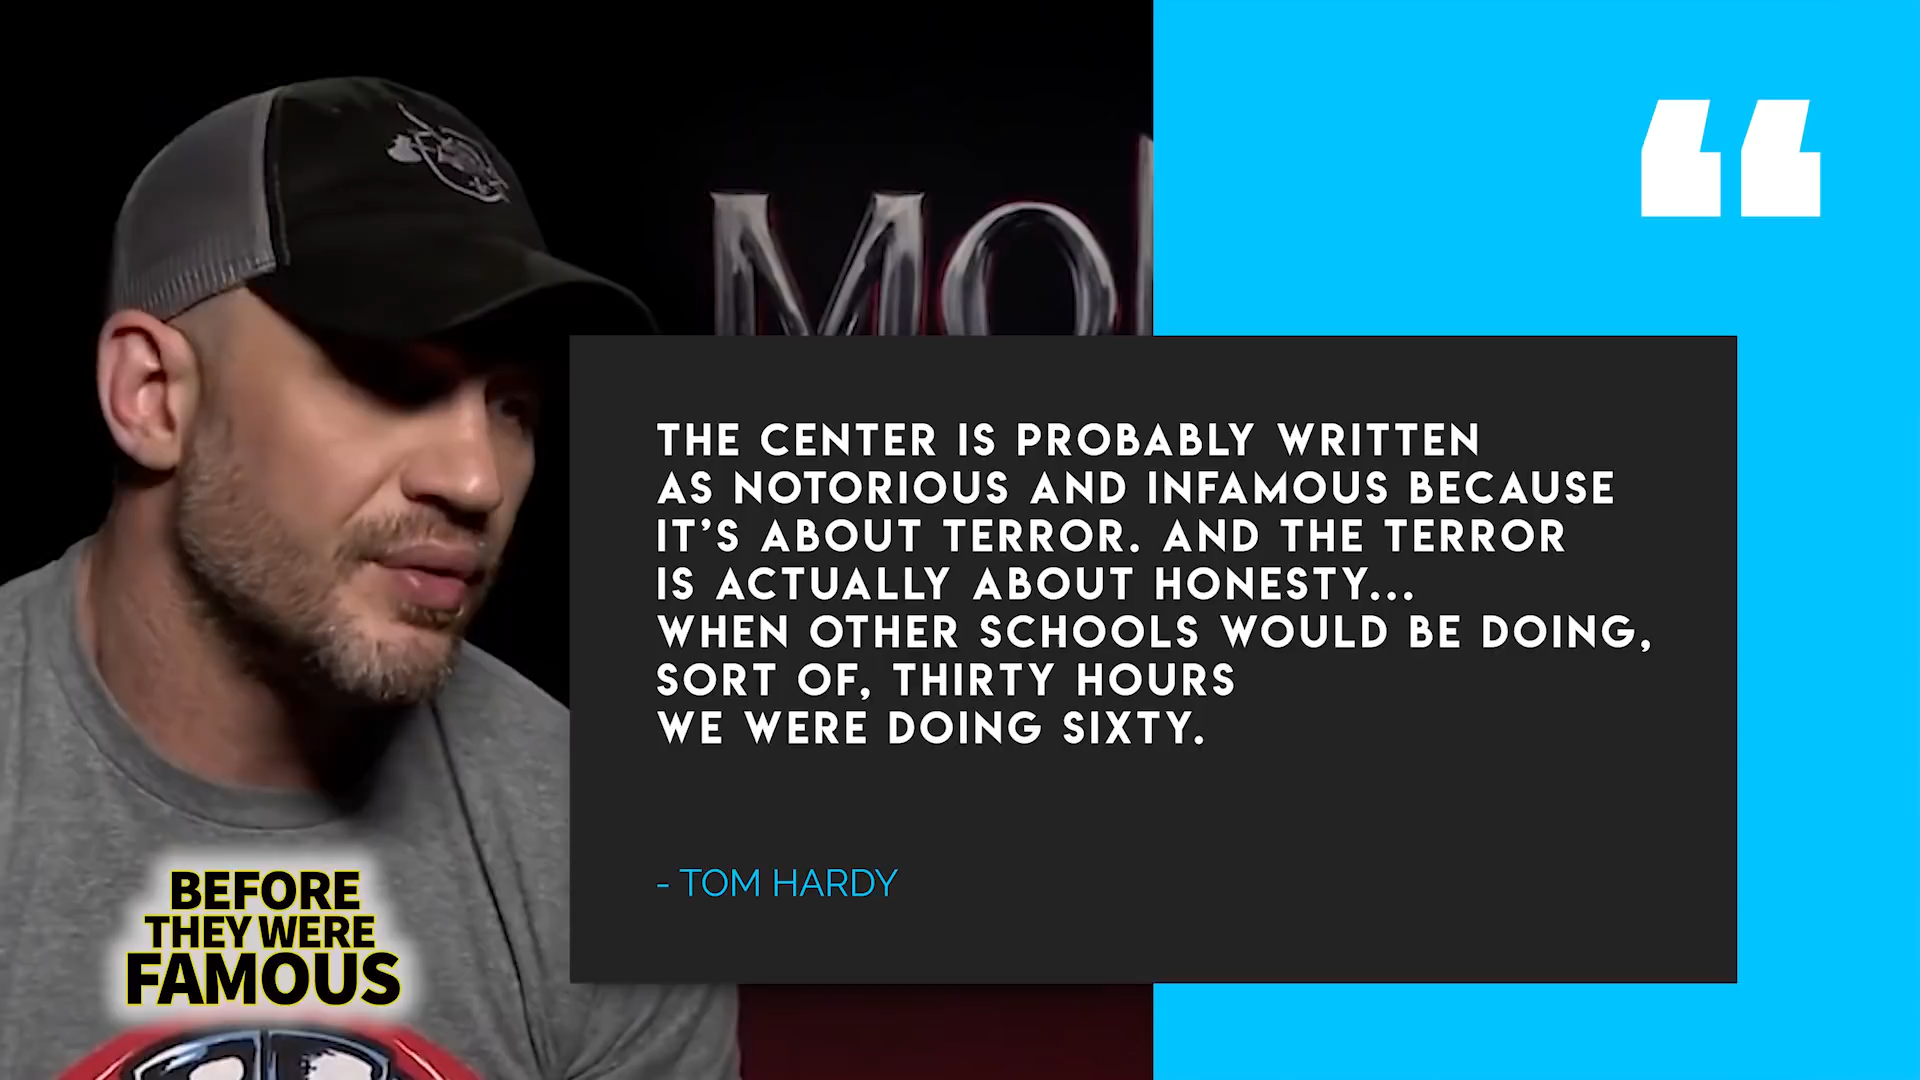 Mo
THE CENTER IS PROBABLY WRITTEN
AS NOTORIOUS AND INFAMOUS BECAUSE
IT’S ABOUT TERROR. AND THE TERROR
IS ACTUALLY ABOUT HONESTY...
WHEN OTHER SCHOOLS WOULD BE DOING,
SORT OF, THIRTY HOURS
WE WERE DOING SIXTY.
- TOM HARDY
BEFORE
THEY WERE
FAMOUS